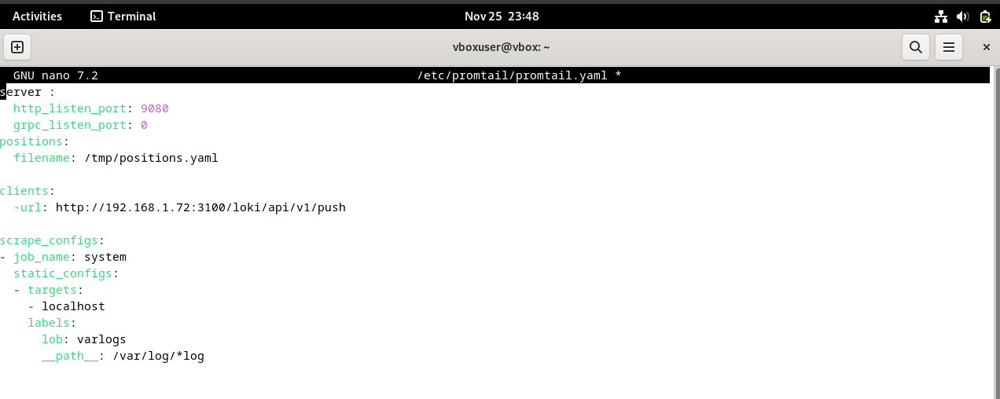 Activities Terminal Nov 25 23:48
vboxuser@vbox: ~
GNU nano 7.2 /etc/promtail/promtail.yaml *
server :
  http_listen_port: 9080
  grpc_listen_port: 0
positions:
  filename: /tmp/positions.yaml

clients:
  -url: http://192.168.1.72:3100/loki/api/v1/push

scrape_configs:
- job_name: system
  static_configs:
  - targets:
    - localhost
    labels:
      lob: varlogs
      __path__: /var/log/*log